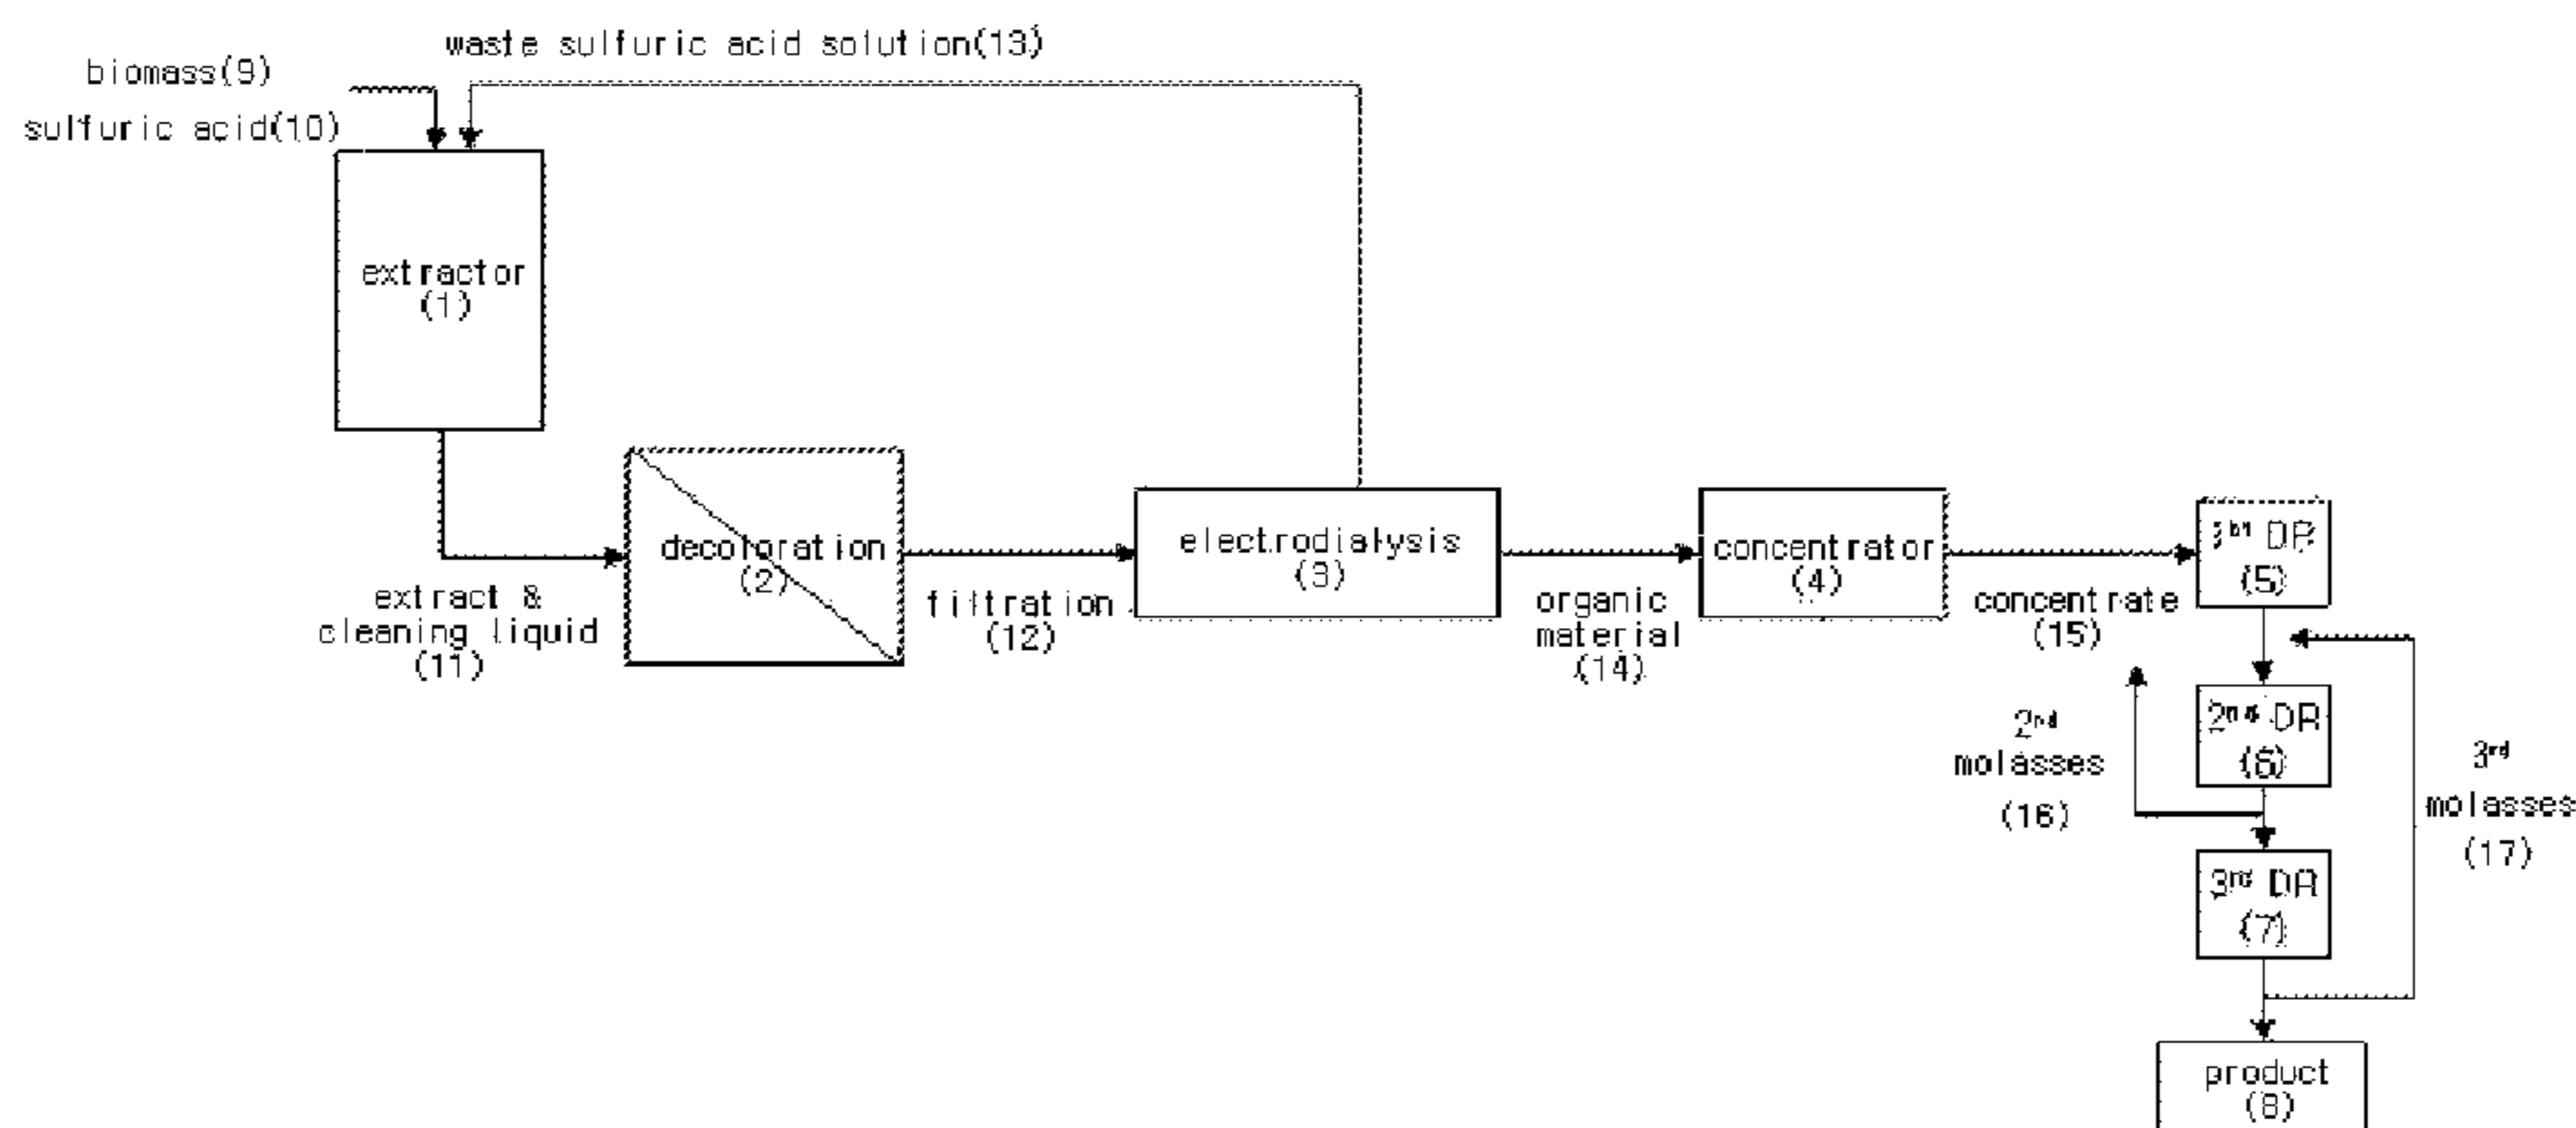 waste sulfuric acid solution(13)
biomass(9)
sulfuric acid(10)
extractor
(1)
extract &
cleaning liquid
(11)
decoloration
(2)
filtration
(12)
electrodialysis
(3)
organic
material
(14)
concentrator
(4)
concentrate
(15)
1st DR
(5)
2nd DR
(6)
2nd
molasses
(16)
3rd
molasses
(17)
3rd DR
(7)
product
(8)